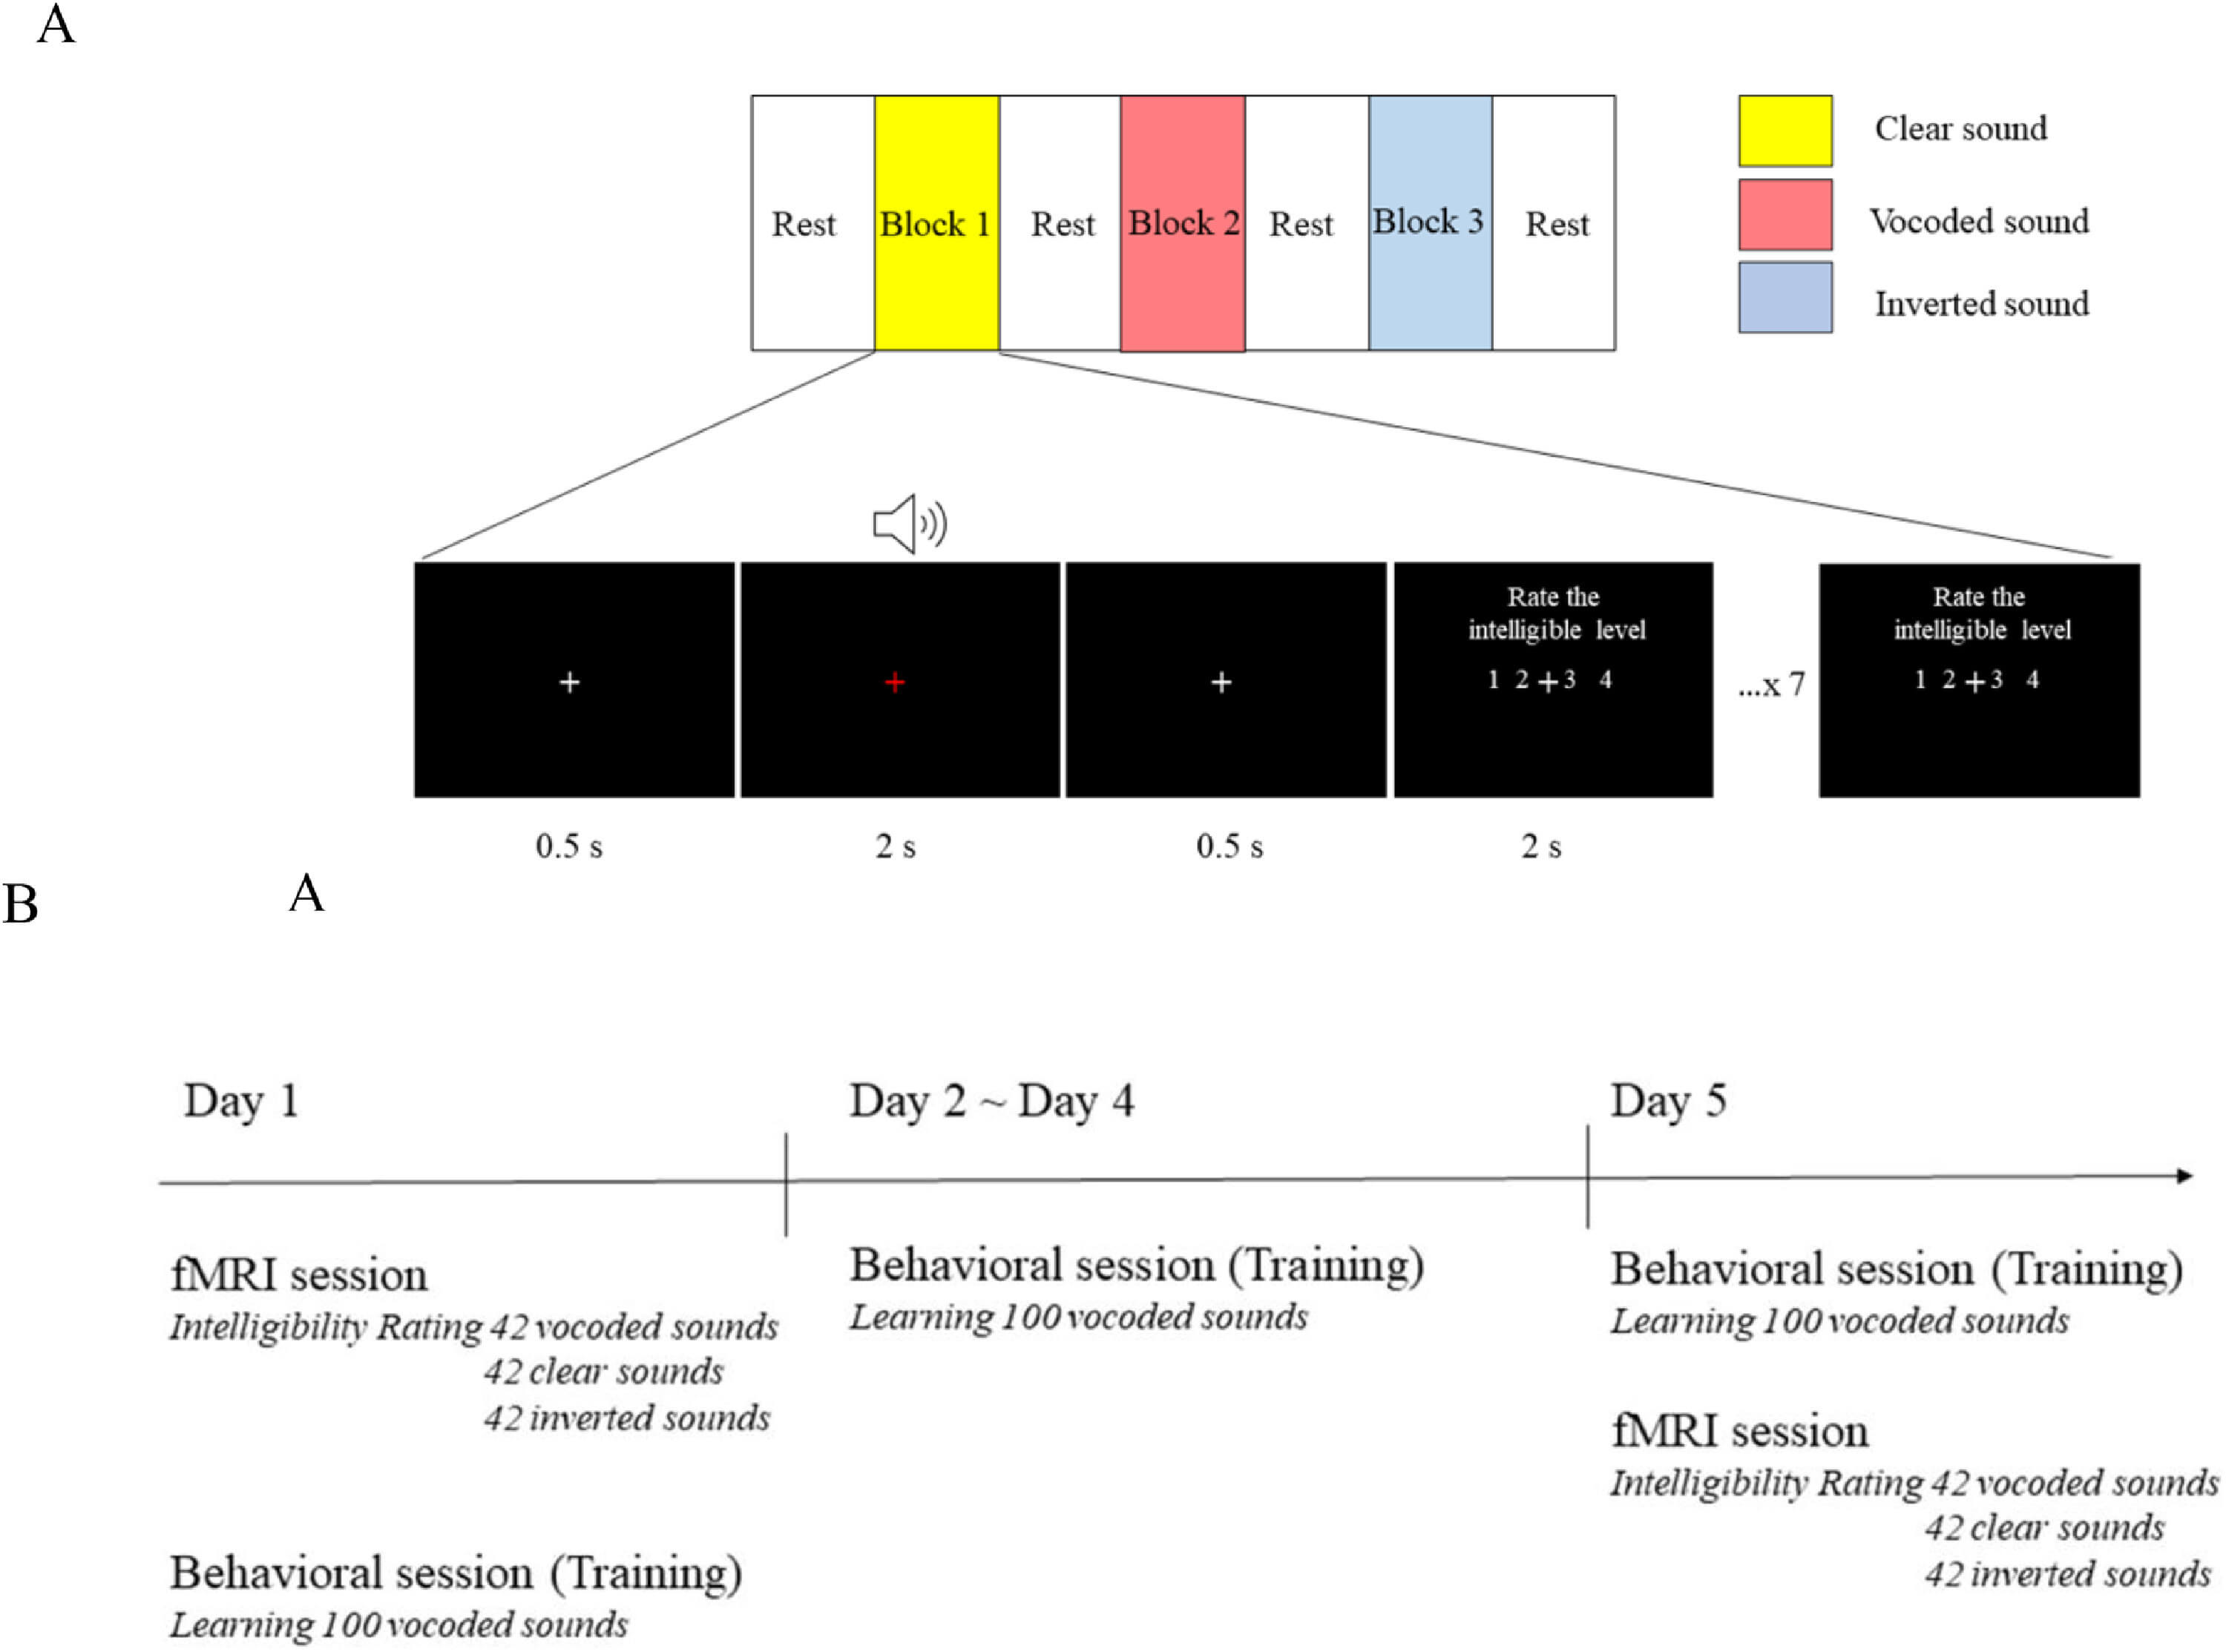 A
Rest Block 1 Rest Block 2 Rest Block 3 Rest
Clear sound
Vocoded sound
Inverted sound
+ + +
Rate the
intelligible level
1 2 + 3 4
...x 7
Rate the
intelligible level
1 2 + 3 4
0.5 s 2 s 0.5 s 2 s
B A
Day 1
fMRI session
Intelligibility Rating 42 vocoded sounds
42 clear sounds
42 inverted sounds
Behavioral session (Training)
Learning 100 vocoded sounds
Day 2 ~ Day 4
Behavioral session (Training)
Learning 100 vocoded sounds
Day 5
Behavioral session (Training)
Learning 100 vocoded sounds
fMRI session
Intelligibility Rating 42 vocoded sounds
42 clear sounds
42 inverted sounds